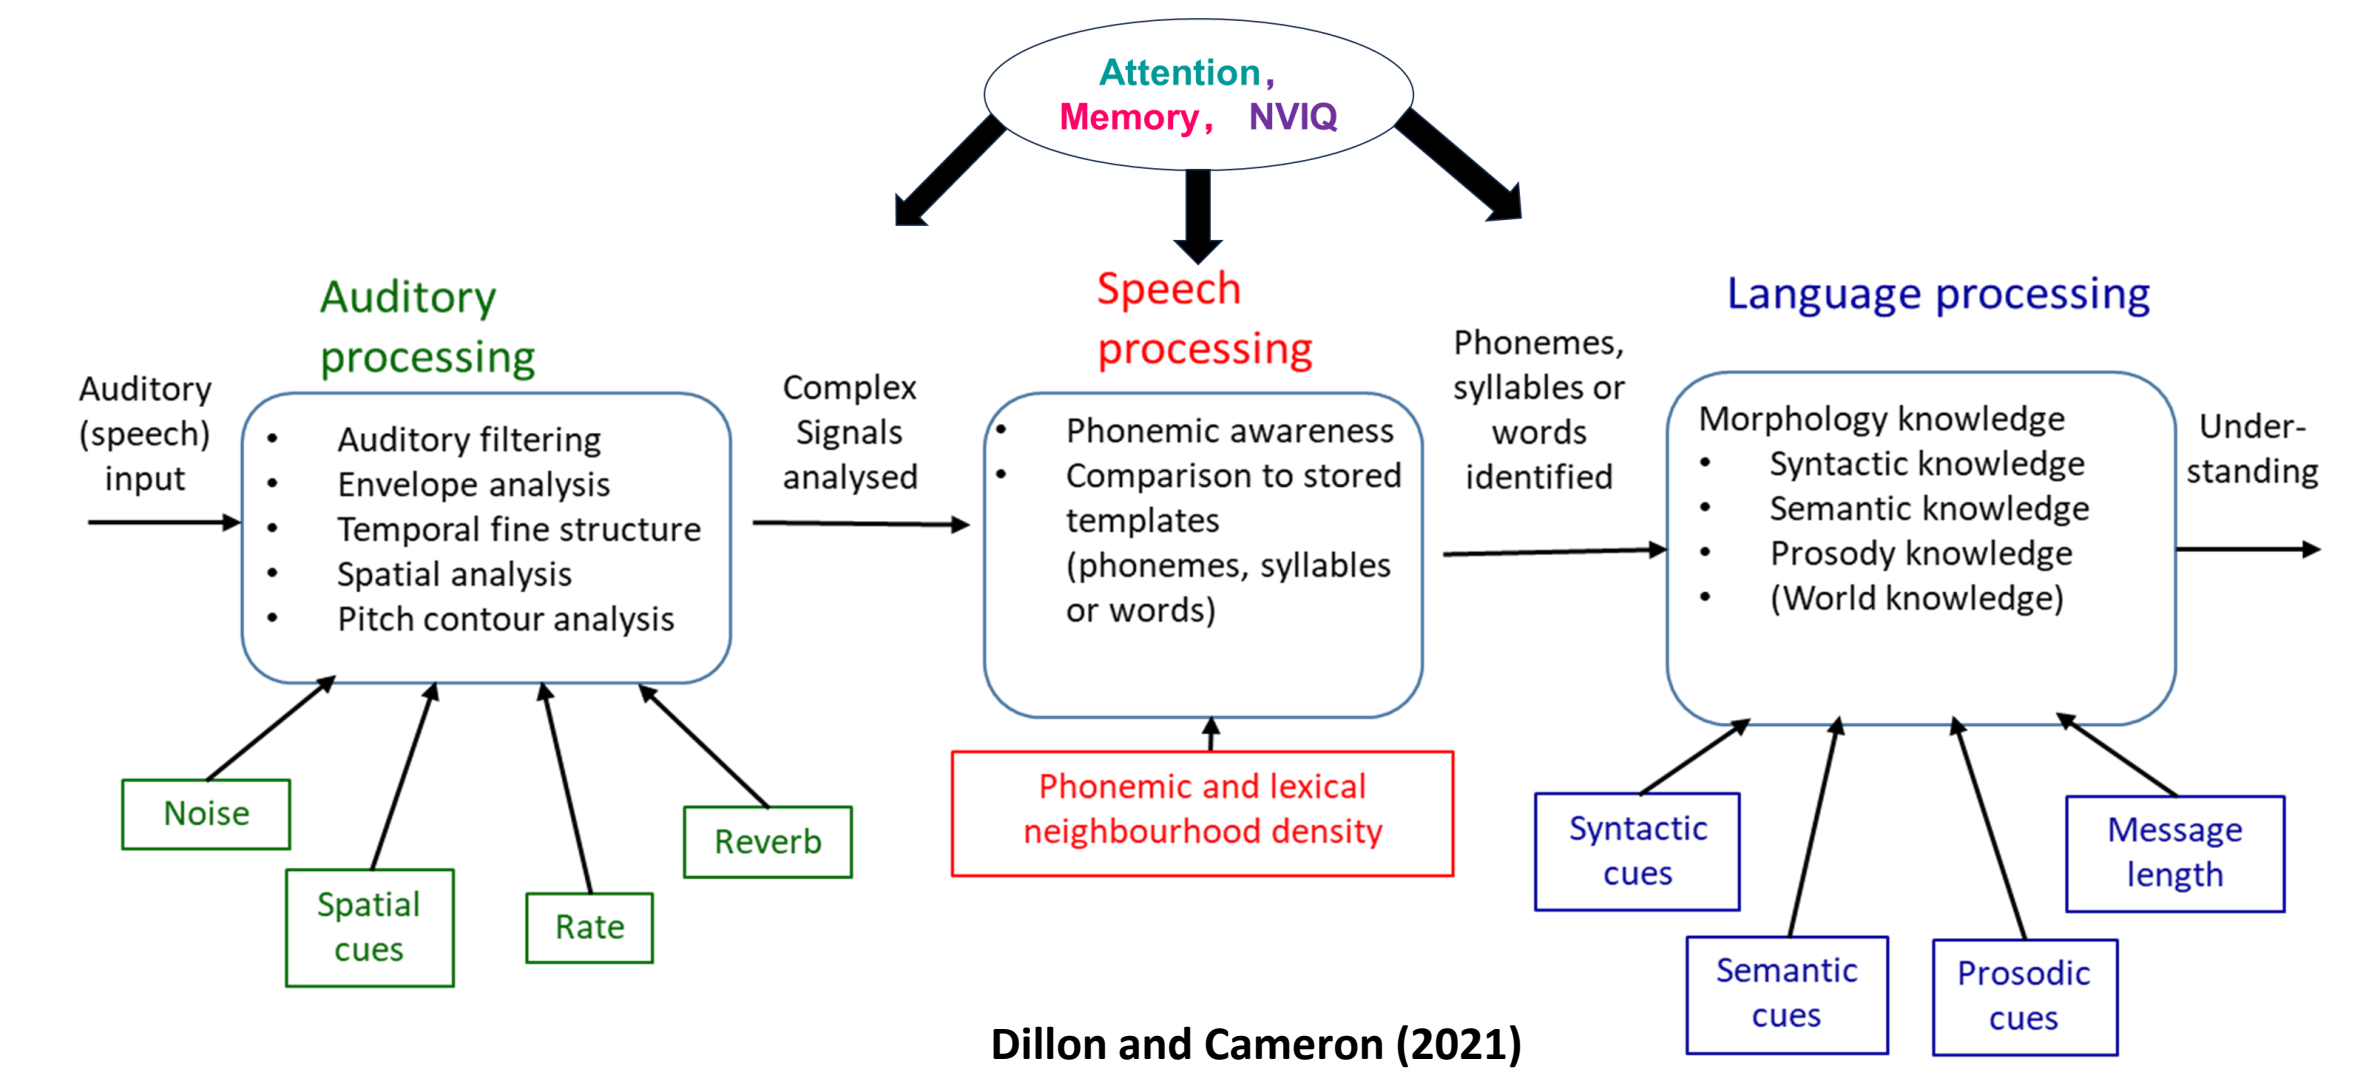 Attention,
Memory, NVIQ
Auditory
processing
Speech
processing
Language processing
Auditory
(speech)
input
• Auditory filtering
• Envelope analysis
• Temporal fine structure
• Spatial analysis
• Pitch contour analysis
Complex
Signals
analysed
• Phonemic awareness
• Comparison to stored
templates
(phonemes, syllables
or words)
Phonemes,
syllables or
words
identified
Morphology knowledge
• Syntactic knowledge
• Semantic knowledge
• Prosody knowledge
• (World knowledge)
Under-
standing
Noise
Spatial
cues
Rate
Reverb
Phonemic and lexical
neighbourhood density
Syntactic
cues
Semantic
cues
Prosodic
cues
Message
length
Dillon and Cameron (2021)